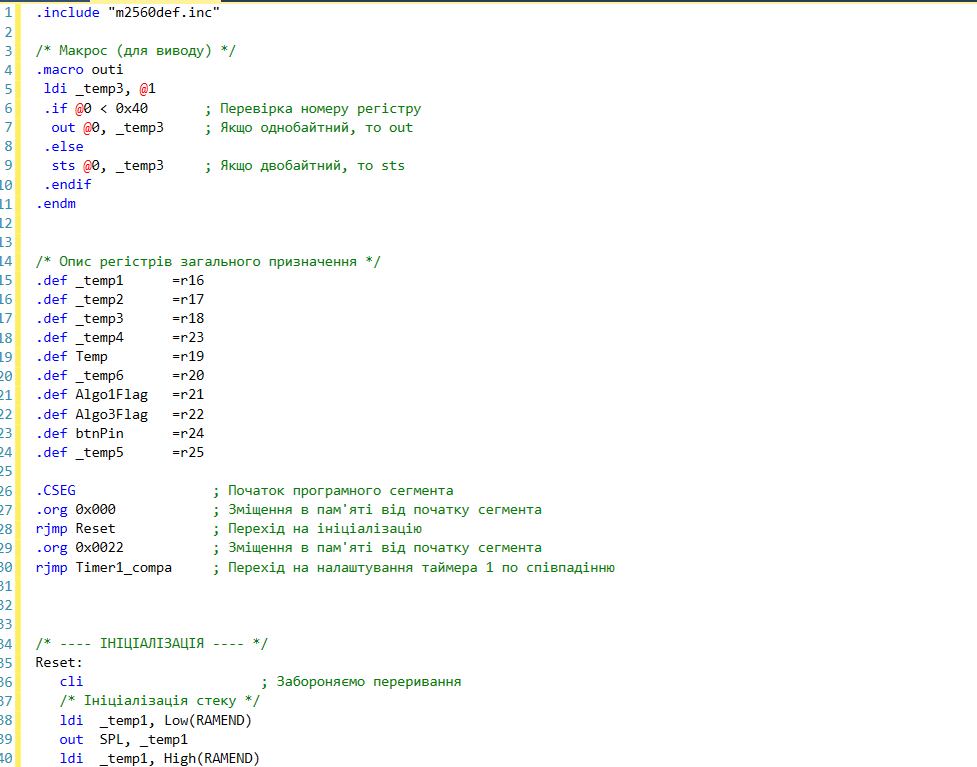 1 .include "m2560def.inc"
2
3 /* Макрос (для виводу) */
4 .macro outi
5 ldi _temp3, @1
6 .if @0 < 0x40 ; Перевірка номеру регістру
7 out @0, _temp3 ; Якщо однобайтний, то out
8 .else
9 sts @0, _temp3 ; Якщо двобайтний, то sts
10 .endif
11 .endm
12
13
14 /* Опис регістрів загального призначення */
15 .def _temp1 =r16
16 .def _temp2 =r17
17 .def _temp3 =r18
18 .def _temp4 =r23
19 .def Temp =r19
20 .def _temp6 =r20
21 .def Algo1Flag =r21
22 .def Algo3Flag =r22
23 .def btnPin =r24
24 .def _temp5 =r25
25
26 .CSEG ; Початок програмного сегмента
27 .org 0x000 ; Зміщення в пам'яті від початку сегмента
28 rjmp Reset ; Перехід на ініціалізацію
29 .org 0x0022 ; Зміщення в пам'яті від початку сегмента
30 rjmp Timer1_compa ; Перехід на налаштування таймера 1 по співпадінню
31
32
33
34 /* ---- ІНІЦІАЛІЗАЦІЯ ---- */
35 Reset:
36 cli ; Забороняємо переривання
37 /* Ініціалізація стеку */
38 ldi _temp1, Low(RAMEND)
39 out SPL, _temp1
40 ldi _temp1, High(RAMEND)